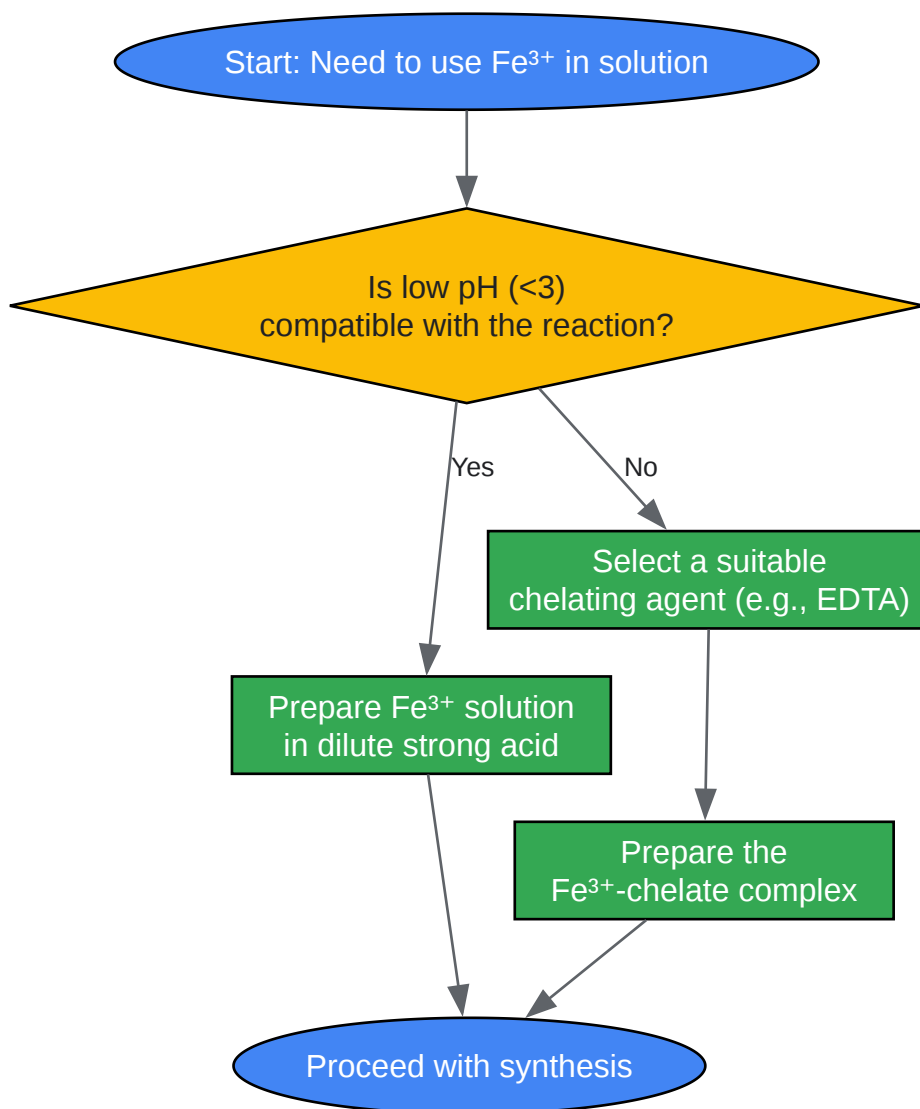 Start: Need to use Fe³⁺ in solution
Is low pH (<3)
compatible with the reaction?
Yes
No
Select a suitable
chelating agent (e.g., EDTA)
Prepare Fe³⁺ solution
in dilute strong acid
Prepare the
Fe³⁺-chelate complex
Proceed with synthesis